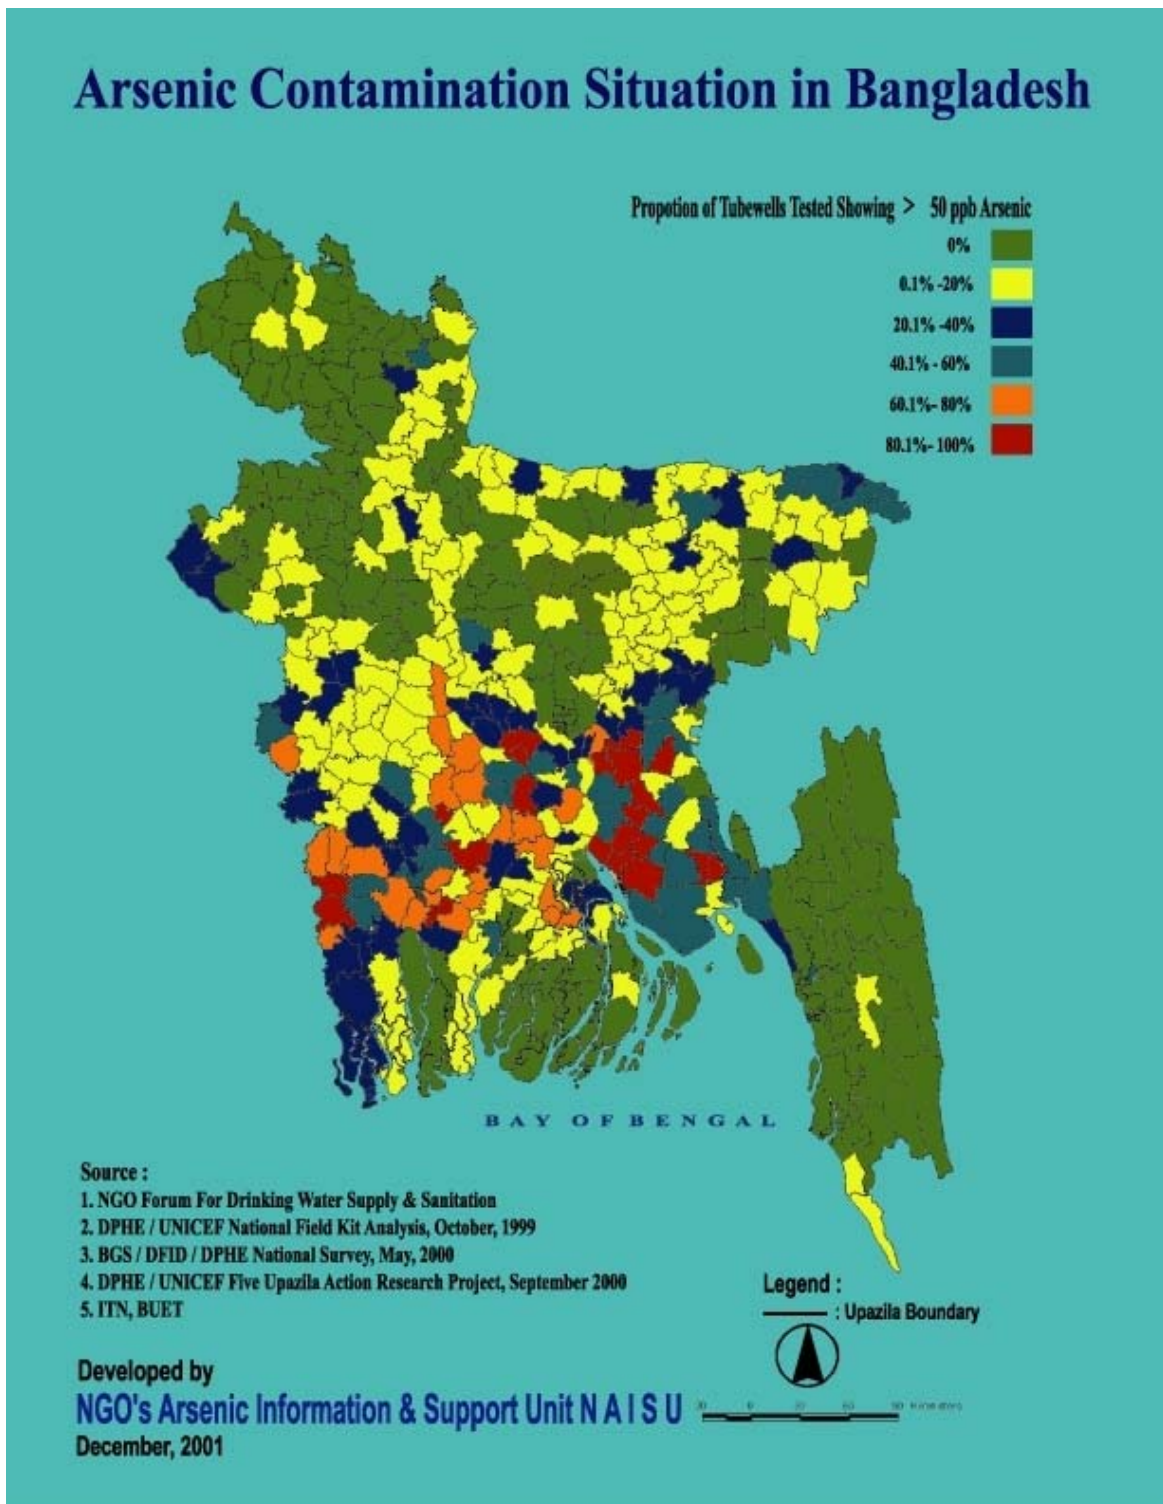 Arsenic Contamination Situation in Bangladesh
Propotion of Tubewells Tested Showing > 50 ppb Arsenic
0%
0.1% -20%
20.1% -40%
40.1% - 60%
60.1%- 80%
80.1%- 100%
BAY OF BENGAL
Source :
1. NGO Forum For Drinking Water Supply & Sanitation
2. DPHE / UNICEF National Field Kit Analysis, October, 1999
3. BGS / DFID / DPHE National Survey, May, 2000
4. DPHE / UNICEF Five Upazila Action Research Project, September 2000
5. ITN, BUET
Legend :
: Upazila Boundary
Developed by
NGO's Arsenic Information & Support Unit N A I S U
December, 2001